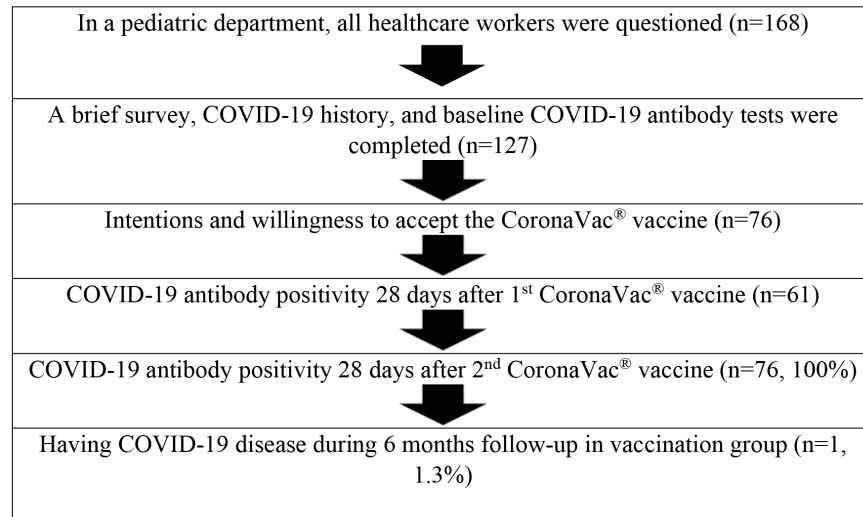 In a pediatric department, all healthcare workers were questioned (n=168)
A brief survey, COVID-19 history, and baseline COVID-19 antibody tests were
completed (n=127)
Intentions and willingness to accept the CoronaVac® vaccine (n=76)
COVID-19 antibody positivity 28 days after 1st CoronaVac® vaccine (n=61)
COVID-19 antibody positivity 28 days after 2nd CoronaVac® vaccine (n=76, 100%)
Having COVID-19 disease during 6 months follow-up in vaccination group (n=1,
1.3%)